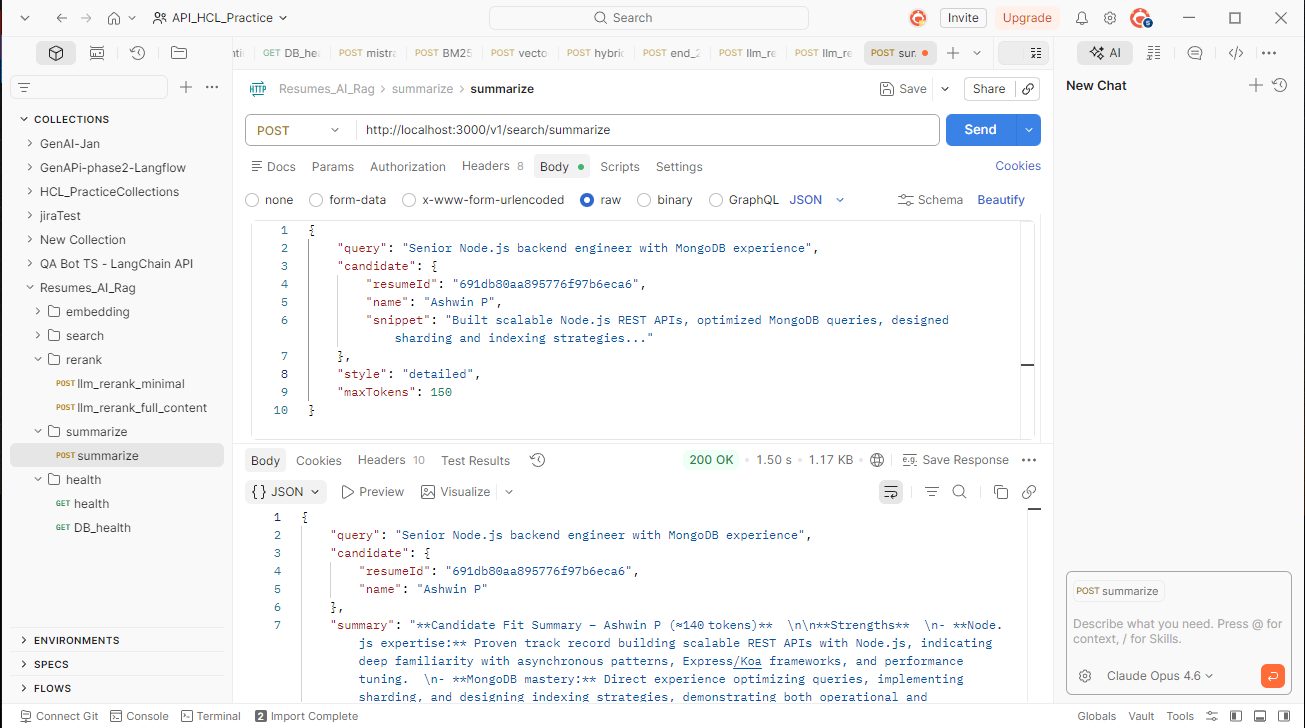 API_HCL_Practice
Search
Invite
Upgrade
GET DB_he
POST mistra
POST BM25
POST vecto
POST hybric
POST end_2
POST llm_re
POST llm_re
POST sur
AI
COLLECTIONS
GenAI-Jan
GenAPi-phase2-Langflow
HCL_PracticeCollections
jiraTest
New Collection
QA Bot TS - LangChain API
Resumes_AI_Rag
embedding
search
rerank
POST llm_rerank_minimal
POST llm_rerank_full_content
summarize
POST summarize
health
GET health
GET DB_health
ENVIRONMENTS
SPECS
FLOWS
HTTP Resumes_AI_Rag > summarize > summarize
Save
Share
POST http://localhost:3000/v1/search/summarize
Send
Docs Params Authorization Headers 8 Body Scripts Settings
Cookies
none form-data x-www-form-urlencoded raw binary GraphQL JSON
Schema Beautify
1 {
2 "query": "Senior Node.js backend engineer with MongoDB experience",
3 "candidate": {
4 "resumeId": "691db80aa895776f97b6eca6",
5 "name": "Ashwin P",
6 "snippet": "Built scalable Node.js REST APIs, optimized MongoDB queries, designed
sharding and indexing strategies..."
7 },
8 "style": "detailed",
9 "maxTokens": 150
10 }
Body Cookies Headers 10 Test Results
200 OK • 1.50 s • 1.17 KB •
e.g. Save Response
{} JSON Preview Visualize
1 {
2 "query": "Senior Node.js backend engineer with MongoDB experience",
3 "candidate": {
4 "resumeId": "691db80aa895776f97b6eca6",
5 "name": "Ashwin P"
6 },
7 "summary": "**Candidate Fit Summary – Ashwin P (≈140 tokens)**  \n\n**Strengths**  \n- **Node.
js expertise:** Proven track record building scalable REST APIs with Node.js, indicating
deep familiarity with asynchronous patterns, Express/Koa frameworks, and performance
tuning.  \n- **MongoDB mastery:** Direct experience optimizing queries, implementing
sharding, and designing indexing strategies, demonstrating both operational and
New Chat
POST summarize
Describe what you need. Press @ for
context, / for Skills.
Claude Opus 4.6
Connect Git Console Terminal 2 Import Complete
Globals Vault Tools